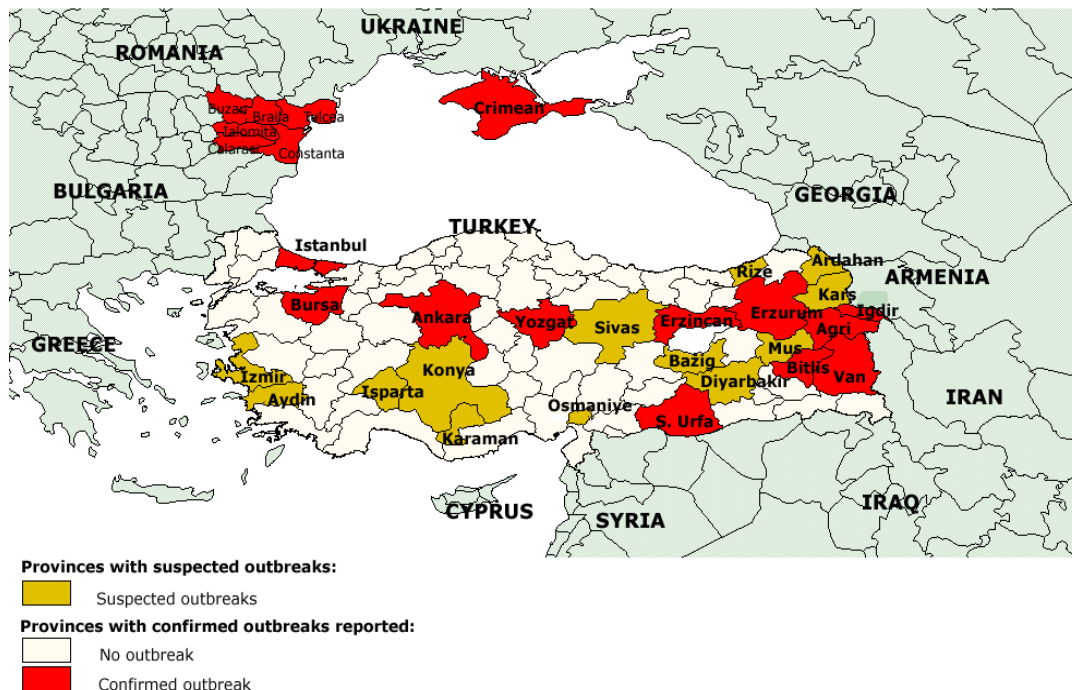 UKRAINE
ROMANIA
Buzau
Braila
Tulcea
Ialomita
Calarasi
Constanta
Crimean
BULGARIA
GEORGIA
TURKEY
Istanbul
Rize
Ardahan
ARMENIA
Kars
Bursa
Ankara
Yozgat
Sivas
Erzincan
Erzurum
Igdir
Agri
GREECE
Mus
Bazig
Bitlis
Van
Konya
Izmir
Isparta
Diyarbakir
Aydin
Osmaniye
IRAN
S. Urfa
Karaman
CYPRUS
SYRIA
IRAQ
Provinces with suspected outbreaks:
Suspected outbreaks
Provinces with confirmed outbreaks reported:
No outbreak
Confirmed outbreak